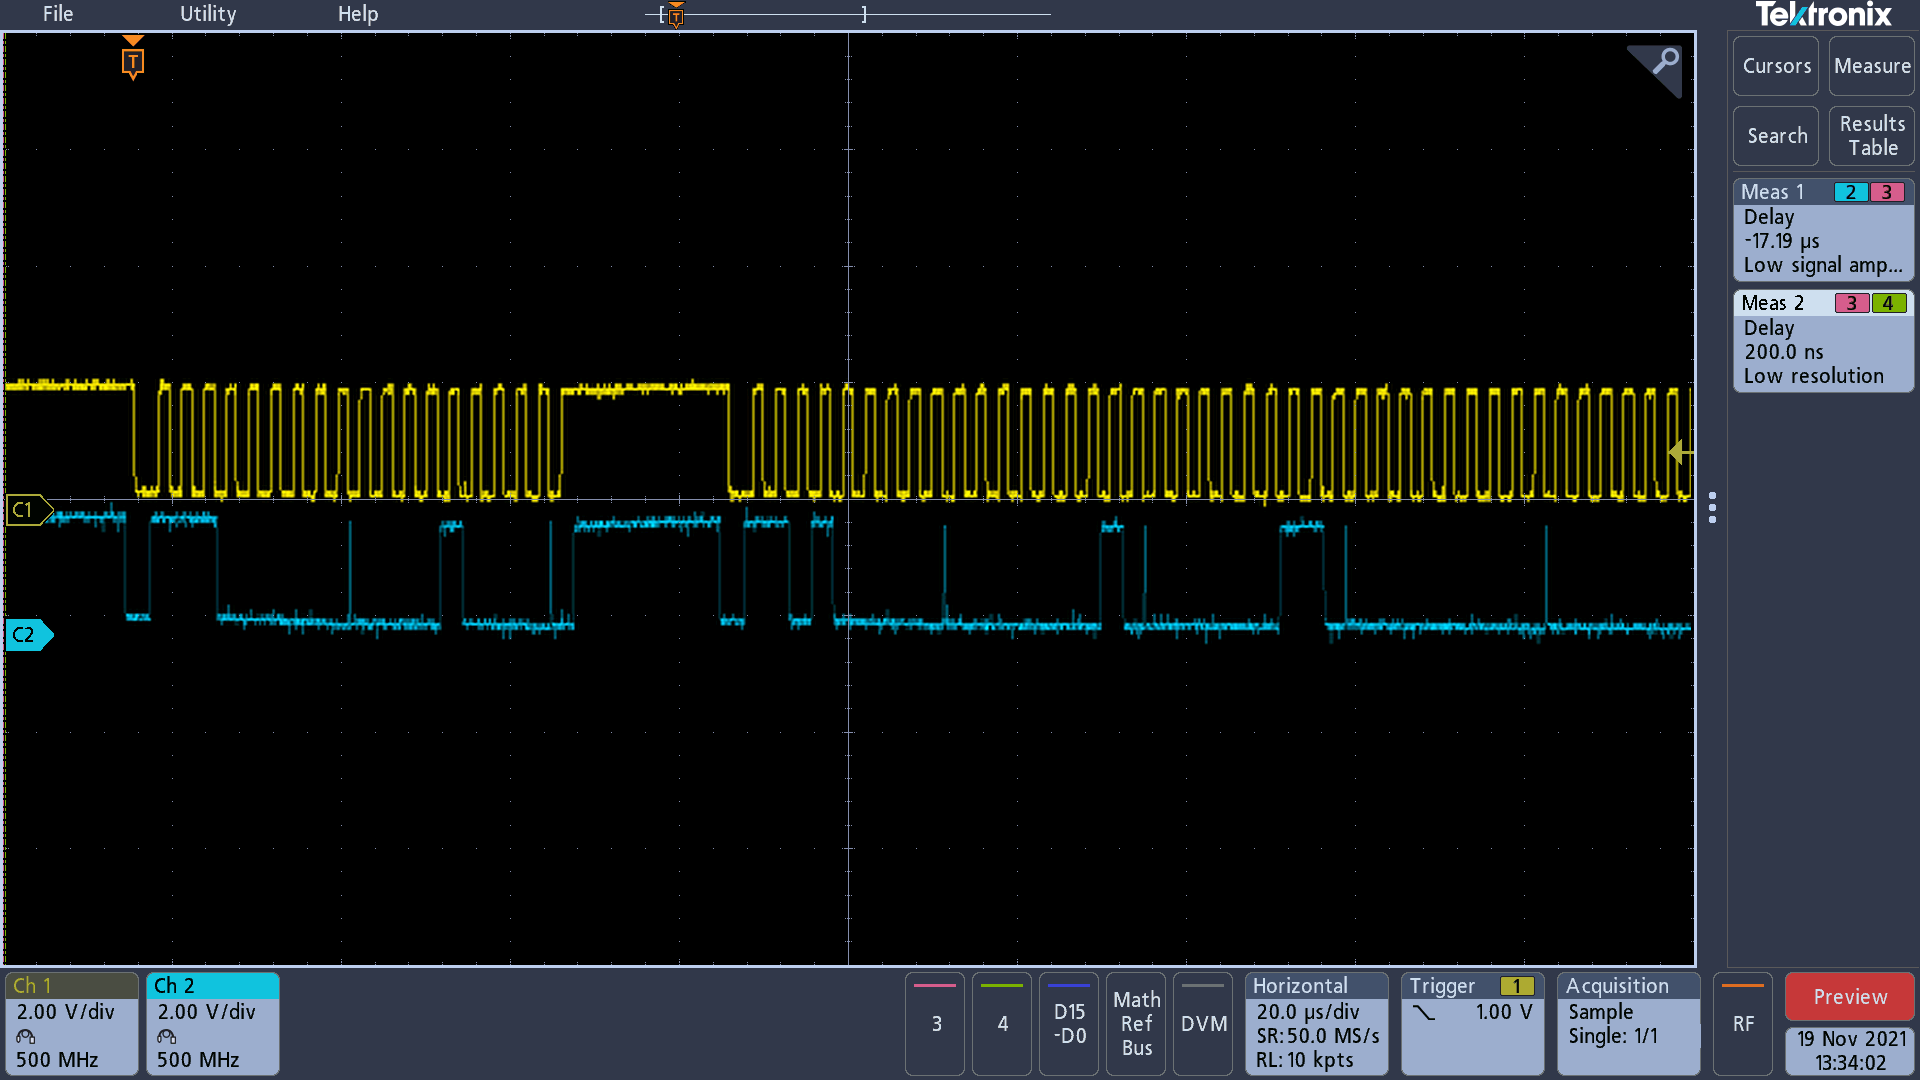 File Utility Help
Tektronix
T
T
Cursors Measure
Search Results Table
Meas 1 2 3
Delay
-17.19 µs
Low signal amp...
Meas 2 3 4
Delay
200.0 ns
Low resolution
C1
C2
Ch 1
2.00 V/div
500 MHz
Ch 2
2.00 V/div
500 MHz
3
4
D15
-D0
Math
Ref
Bus
DVM
Horizontal
20.0 µs/div
SR: 50.0 MS/s
RL: 10 kpts
Trigger 1
1.00 V
Acquisition
Sample
Single: 1/1
RF
Preview
19 Nov 2021
13:34:02